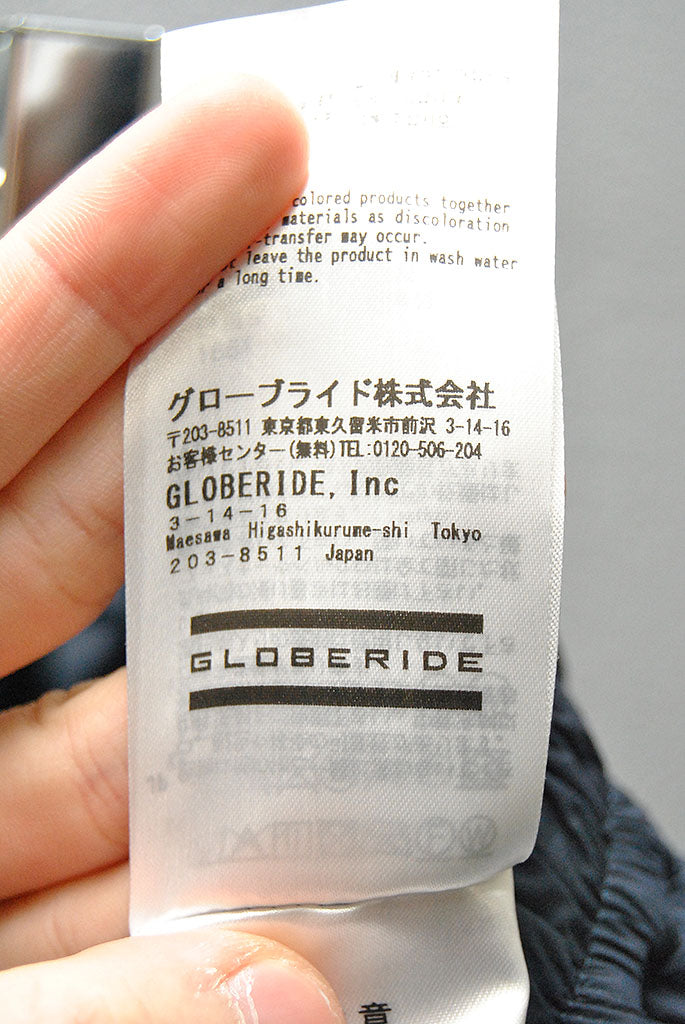 colored products together
materials as discoloration
-transfer may occur.
leave the product in wash water
a long time.
グローブライド株式会社
〒203-8511 東京都東久留米市前沢 3-14-16
お客様センター(無料)TEL:0120-506-204
GLOBERIDE, Inc
3-14-16
Maesawa Higashikurume-shi Tokyo
203-8511 Japan
GLOBERIDE
意